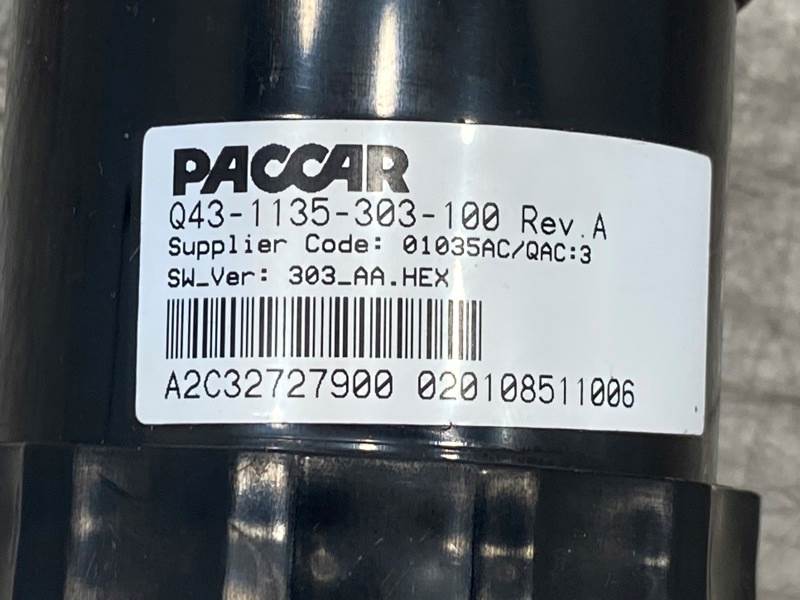 PACCAR
Q43-1135-303-100 Rev.A
Supplier Code: 01035AC/QAC:3
SW_Ver: 303_AA.HEX
A2C32727900 020108511006